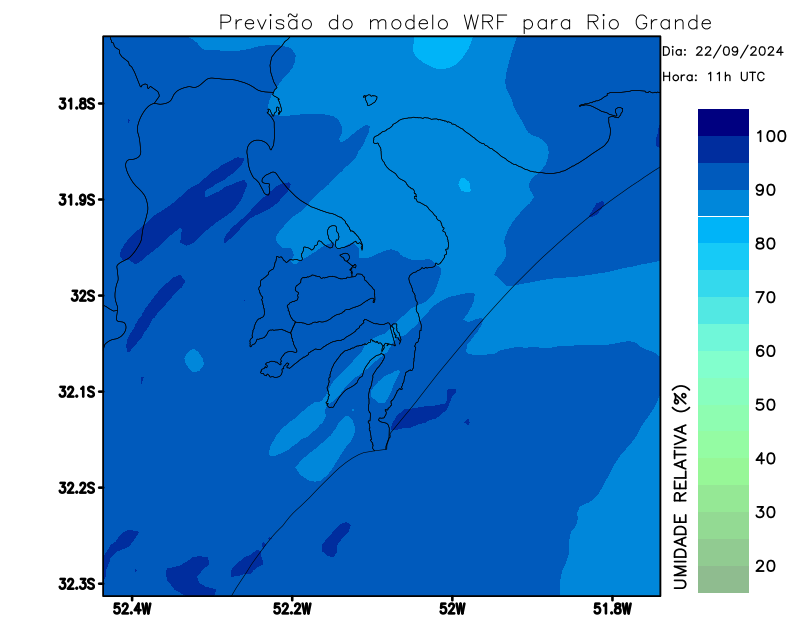 Previsão do modelo WRF para Rio Grande
Dia: 22/09/2024
Hora: 11h UTC
31.8S
31.9S
32S
32.1S
32.2S
32.3S
52.4W
52.2W
52W
51.8W
100
90
80
70
60
50
40
30
20
UMIDADE RELATIVA (%)